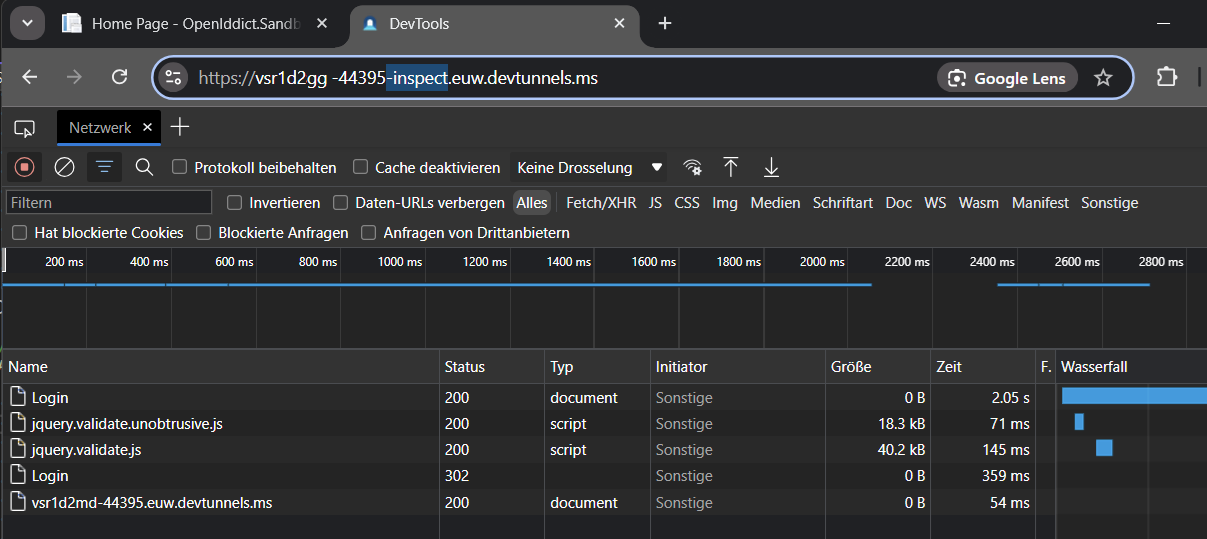 Home Page - OpenIddict.Sandb
DevTools
https://vsr1d2gg -44395-inspect.euw.devtunnels.ms
Google Lens
Netzwerk
Protokoll beibehalten Cache deaktivieren Keine Drosselung
Filtern Invertieren Daten-URLs verbergen Alles Fetch/XHR JS CSS Img Medien Schriftart Doc WS Wasm Manifest Sonstige
Hat blockierte Cookies Blockierte Anfragen Anfragen von Drittanbietern
200 ms 400 ms 600 ms 800 ms 1000 ms 1200 ms 1400 ms 1600 ms 1800 ms 2000 ms 2200 ms 2400 ms 2600 ms 2800 ms
Name Status Typ Initiator Größe Zeit F. Wasserfall
Login 200 document Sonstige 0 B 2.05 s
jquery.validate.unobtrusive.js 200 script Sonstige 18.3 kB 71 ms
jquery.validate.js 200 script Sonstige 40.2 kB 145 ms
Login 302 Sonstige 0 B 359 ms
vsr1d2md-44395.euw.devtunnels.ms 200 document Sonstige 0 B 54 ms